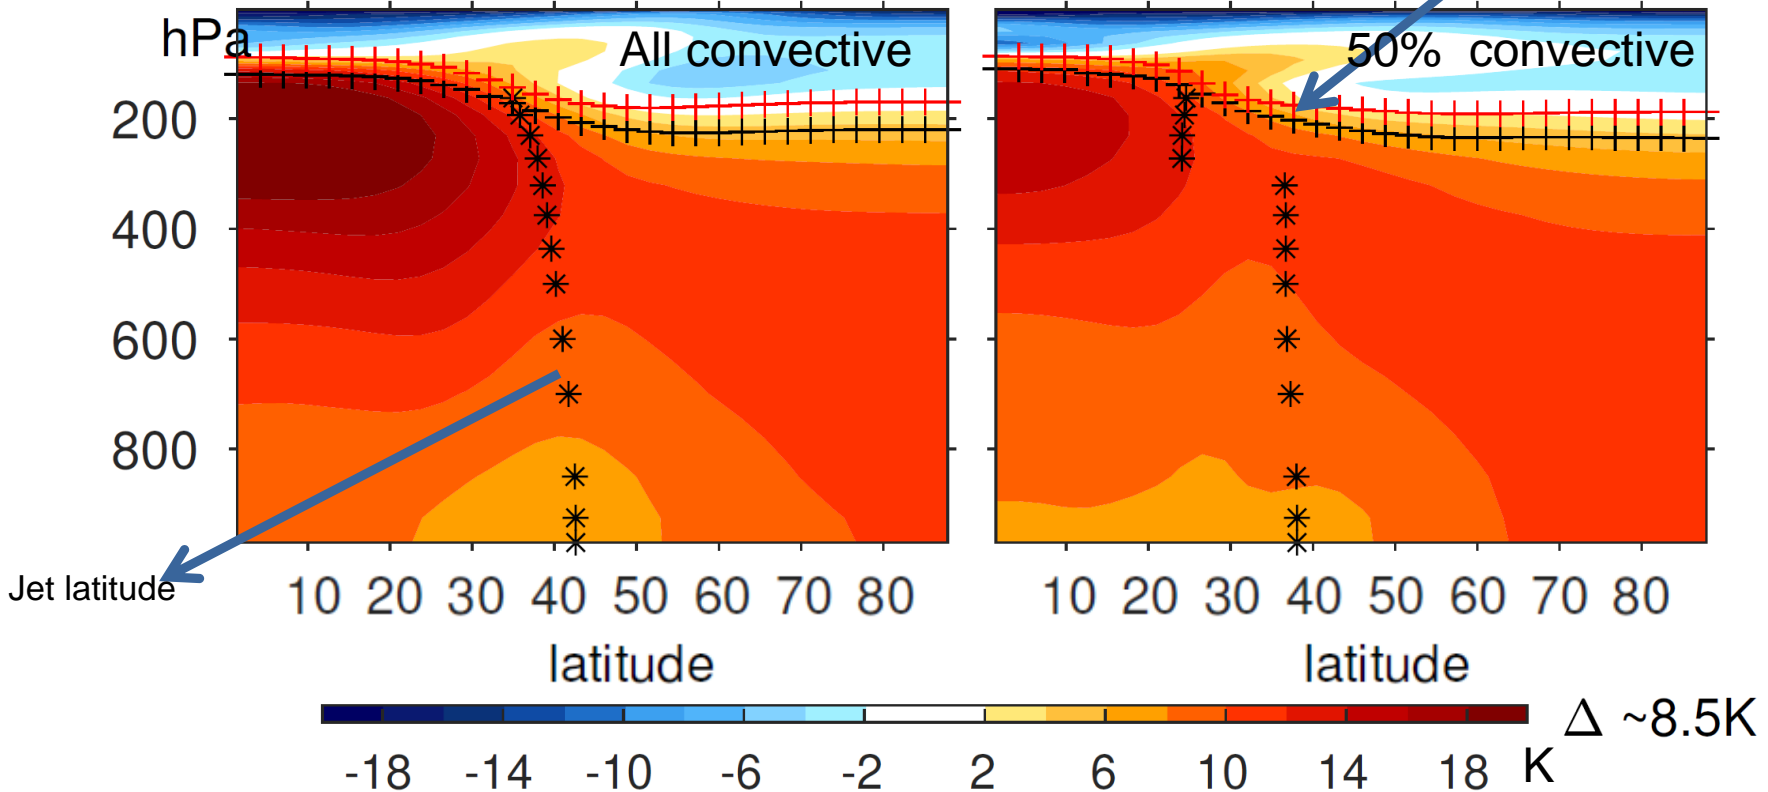 hPa
All convective
50% convective
200
400
600
800
Jet latitude
10 20 30 40 50 60 70 80
10 20 30 40 50 60 70 80
latitude
latitude
Δ ~8.5K
-18 -14 -10 -6 -2 2 6 10 14 18 K